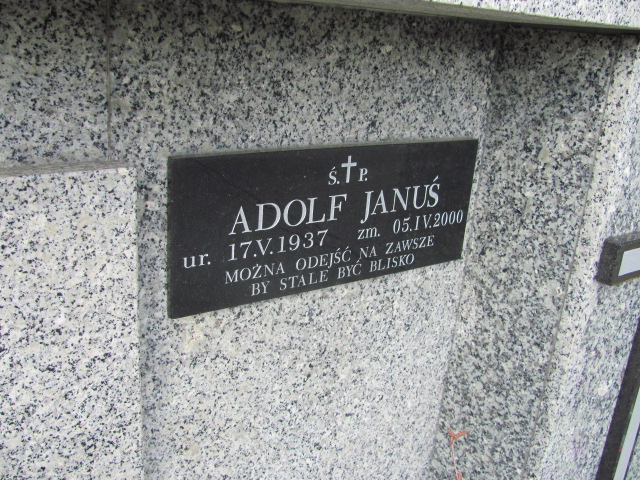 Ś.✝P.
ADOLF JANUŚ
ur. 17.V.1937 zm. 05.IV.2000
MOŻNA ODEJŚĆ NA ZAWSZE
BY STALE BYĆ BLISKO